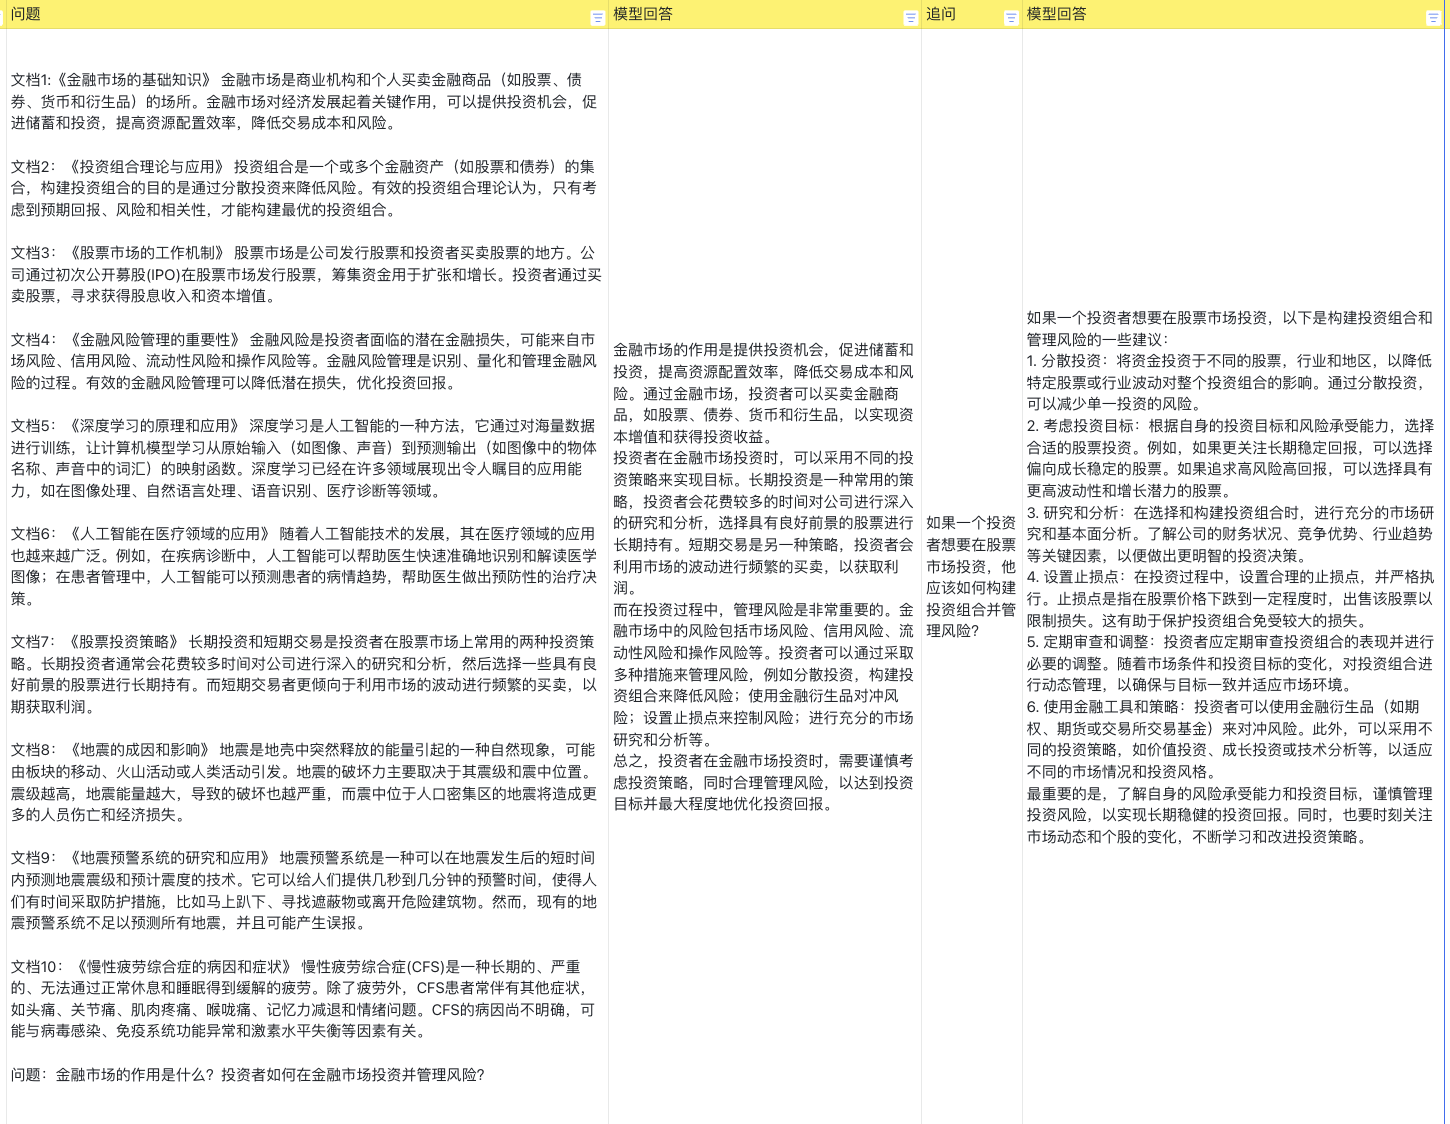 问题
文档1:《金融市场的基础知识》 金融市场是商业机构和个人买卖金融商品（如股票、债
券、货币和衍生品）的场所。金融市场对经济发展起着关键作用，可以提供投资机会，促
进储蓄和投资，提高资源配置效率，降低交易成本和风险。
文档2：《投资组合理论与应用》 投资组合是一个或多个金融资产（如股票和债券）的集
合，构建投资组合的目的是通过分散投资来降低风险。有效的投资组合理论认为，只有考
虑到预期回报、风险和相关性，才能构建最优的投资组合。
文档3：《股票市场的工作机制》 股票市场是公司发行股票和投资者买卖股票的地方。公
司通过初次公开募股(IPO)在股票市场发行股票，筹集资金用于扩张和增长。投资者通过买
卖股票，寻求获得股息收入和资本增值。
文档4：《金融风险管理的重要性》 金融风险是投资者面临的潜在金融损失，可能来自市
场风险、信用风险、流动性风险和操作风险等。金融风险管理是识别、量化和管理金融风
险的过程。有效的金融风险管理可以降低潜在损失，优化投资回报。
文档5：《深度学习的原理和应用》 深度学习是人工智能的一种方法，它通过对海量数据
进行训练，让计算机模型学习从原始输入（如图像、声音）到预测输出（如图像中的物体
名称、声音中的词汇）的映射函数。深度学习已经在许多领域展现出令人瞩目的应用能
力，如在图像处理、自然语言处理、语音识别、医疗诊断等领域。
文档6：《人工智能在医疗领域的应用》 随着人工智能技术的发展，其在医疗领域的应用
也越来越广泛。例如，在疾病诊断中，人工智能可以帮助医生快速准确地识别和解读医学
图像；在患者管理中，人工智能可以预测患者的病情趋势，帮助医生做出预防性的治疗决
策。
文档7：《股票投资策略》 长期投资和短期交易是投资者在股票市场上常用的两种投资策
略。长期投资者通常会花费较多时间对公司进行深入的研究和分析，然后选择一些具有良
好前景的股票进行长期持有。而短期交易者更倾向于利用市场的波动进行频繁的买卖，以
期获取利润。
文档8：《地震的成因和影响》 地震是地壳中突然释放的能量引起的一种自然现象，可能
由板块的移动、火山活动或人类活动引发。地震的破坏力主要取决于其震级和震中位置。
震级越高，地震能量越大，导致的破坏也越严重，而震中位于人口密集区的地震将造成更
多的人员伤亡和经济损失。
文档9：《地震预警系统的研究和应用》 地震预警系统是一种可以在地震发生后的短时间
内预测地震震级和预计震度的技术。它可以给人们提供几秒到几分钟的预警时间，使得人
们有时间采取防护措施，比如马上趴下、寻找遮蔽物或离开危险建筑物。然而，现有的地
震预警系统不足以预测所有地震，并且可能产生误报。
文档10：《慢性疲劳综合症的病因和症状》 慢性疲劳综合症(CFS)是一种长期的、严重
的、无法通过正常休息和睡眠得到缓解的疲劳。除了疲劳外，CFS患者常伴有其他症状，
如头痛、关节痛、肌肉疼痛、喉咙痛、记忆力减退和情绪问题。CFS的病因尚不明确，可
能与病毒感染、免疫系统功能异常和激素水平失衡等因素有关。
问题：金融市场的作用是什么？投资者如何在金融市场投资并管理风险?
模型回答
金融市场的作用是提供投资机会，促进储蓄和
投资，提高资源配置效率，降低交易成本和风
险。通过金融市场，投资者可以买卖金融商
品，如股票、债券、货币和衍生品，以实现资
本增值和获得投资收益。
投资者在金融市场投资时，可以采用不同的投
资策略来实现目标。长期投资是一种常用的策
略，投资者会花费较多的时间对公司进行深入
的研究和分析，选择具有良好前景的股票进行
长期持有。短期交易是另一种策略，投资者会
利用市场的波动进行频繁的买卖，以获取利
润。
而在投资过程中，管理风险是非常重要的。金
融市场中的风险包括市场风险、信用风险、流
动性风险和操作风险等。投资者可以通过采取
多种措施来管理风险，例如分散投资，构建投
资组合来降低风险；使用金融衍生品对冲风
险；设置止损点来控制风险；进行充分的市场
研究和分析等。
总之，投资者在金融市场投资时，需要谨慎考
虑投资策略，同时合理管理风险，以达到投资
目标并最大程度地优化投资回报。
追问
如果一个投资
者想要在股票
市场投资，他
应该如何构建
投资组合并管
理风险?
模型回答
如果一个投资者想要在股票市场投资，以下是构建投资组合和
管理风险的一些建议：
1. 分散投资：将资金投资于不同的股票，行业和地区，以降低
特定股票或行业波动对整个投资组合的影响。通过分散投资，
可以减少单一投资的风险。
2. 考虑投资目标：根据自身的投资目标和风险承受能力，选择
合适的股票投资。例如，如果更关注长期稳定回报，可以选择
偏向成长稳定的股票。如果追求高风险高回报，可以选择具有
更高波动性和增长潜力的股票。
3. 研究和分析：在选择和构建投资组合时，进行充分的市场研
究和基本面分析。了解公司的财务状况、竞争优势、行业趋势
等关键因素，以便做出更明智的投资决策。
4. 设置止损点：在投资过程中，设置合理的止损点，并严格执
行。止损点是指在股票价格下跌到一定程度时，出售该股票以
限制损失。这有助于保护投资组合免受较大的损失。
5. 定期审查和调整：投资者应定期审查投资组合的表现并进行
必要的调整。随着市场条件和投资目标的变化，对投资组合进
行动态管理，以确保与目标一致并适应市场环境。
6. 使用金融工具和策略：投资者可以使用金融衍生品（如期
权、期货或交易所交易基金）来对冲风险。此外，可以采用不
同的投资策略，如价值投资、成长投资或技术分析等，以适应
不同的市场情况和投资风格。
最重要的是，了解自身的风险承受能力和投资目标，谨慎管理
投资风险，以实现长期稳健的投资回报。同时，也要时刻关注
市场动态和个股的变化，不断学习和改进投资策略。